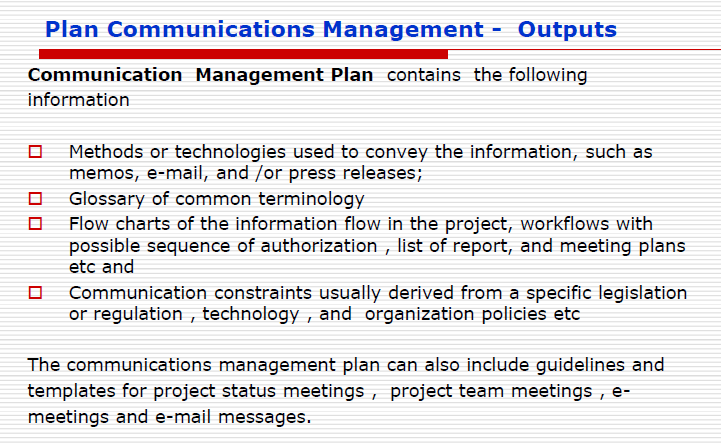 Plan Communications Management - Outputs
Communication Management Plan contains the following
information
Methods or technologies used to convey the information, such as
memos, e-mail, and /or press releases;
Glossary of common terminology
Flow charts of the information flow in the project, workflows with
possible sequence of authorization , list of report, and meeting plans
etc and
Communication constraints usually derived from a specific legislation
or regulation , technology , and organization policies etc
The communications management plan can also include guidelines and
templates for project status meetings , project team meetings , e-
meetings and e-mail messages.